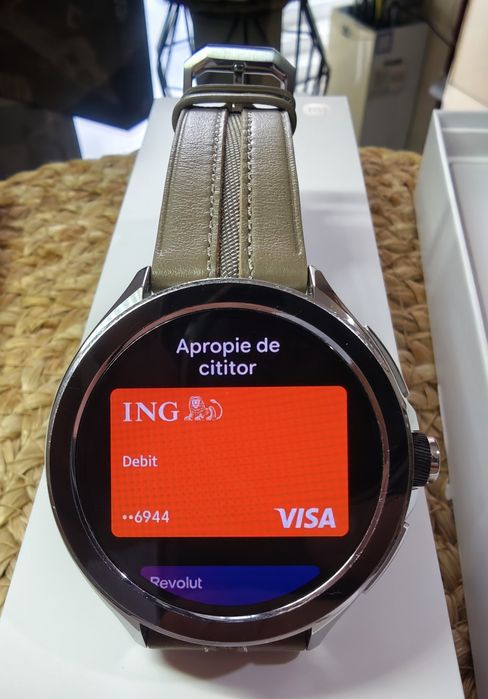 Apropie de
cititor
ING
Debit
••6944
VISA
Revolut